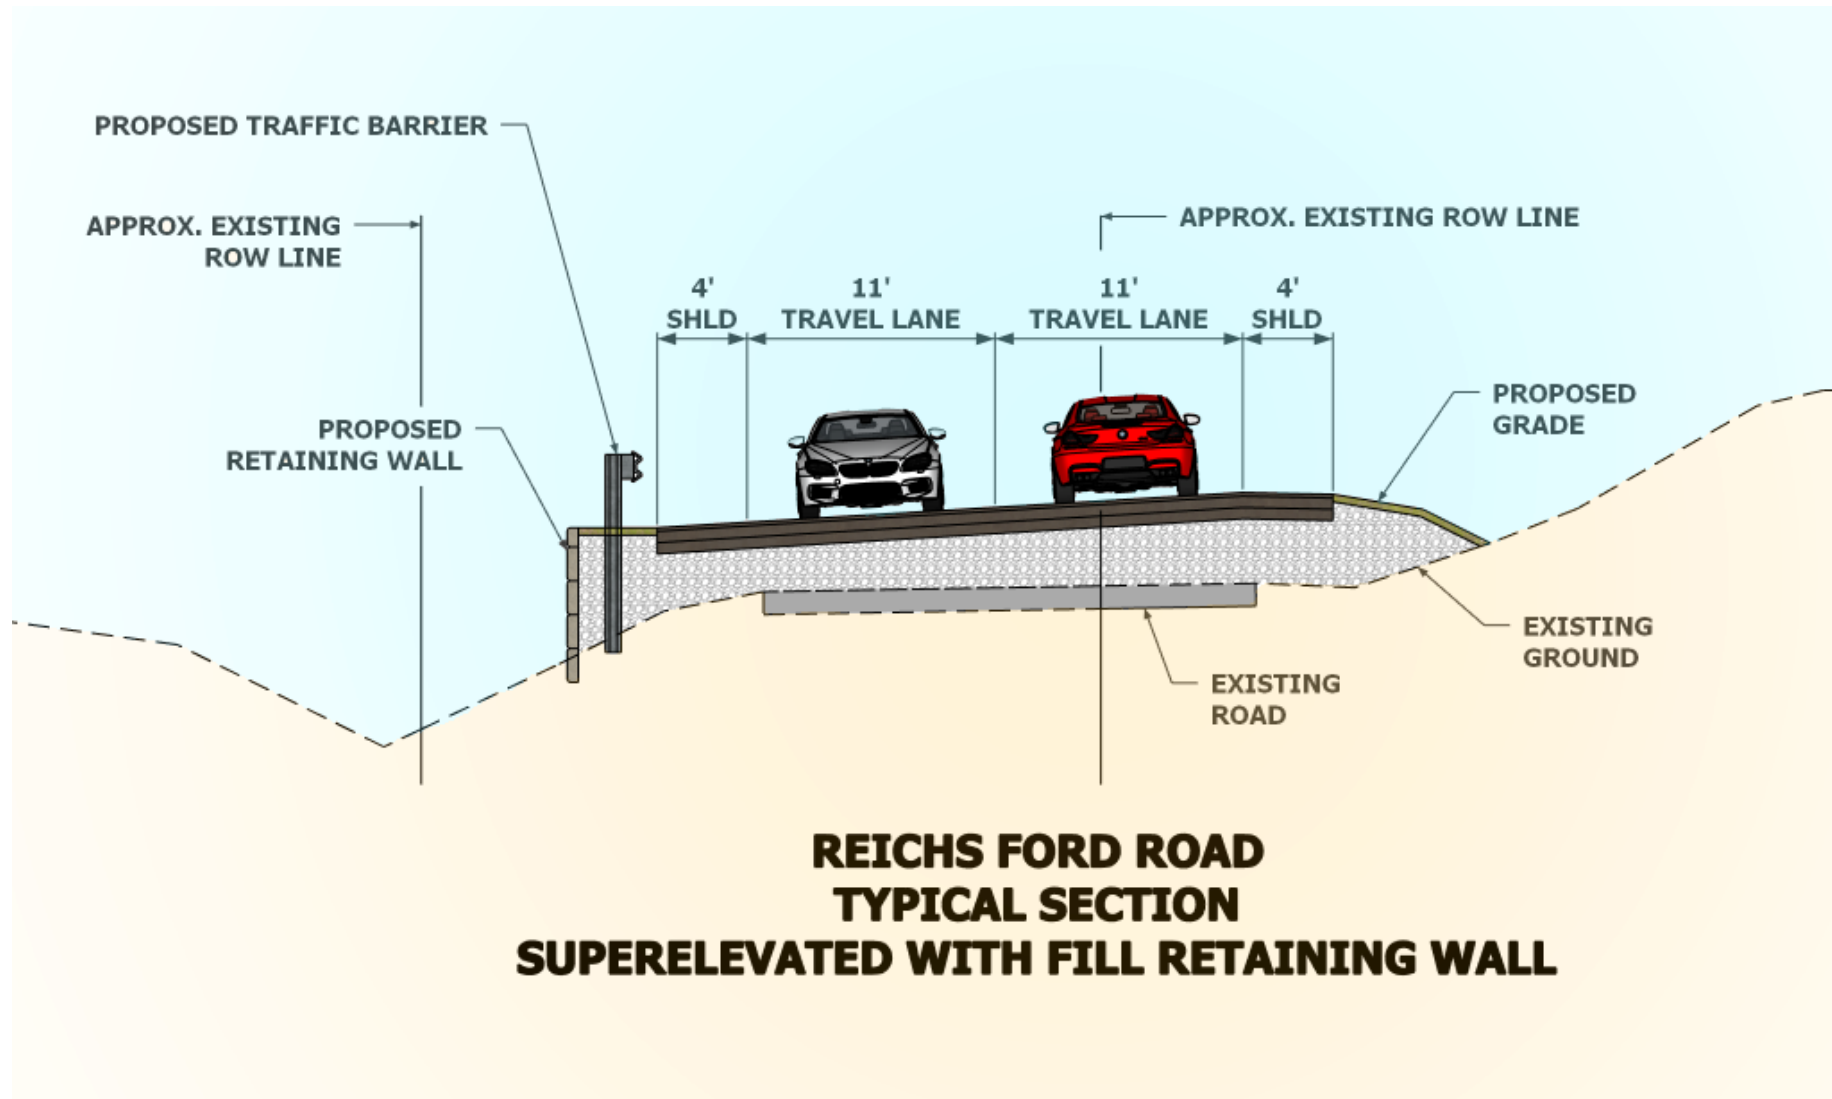 PROPOSED TRAFFIC BARRIER
APPROX. EXISTING
ROW LINE
APPROX. EXISTING ROW LINE
4'
SHLD
11'
TRAVEL LANE
11'
TRAVEL LANE
4'
SHLD
PROPOSED
RETAINING WALL
PROPOSED
GRADE
EXISTING
GROUND
EXISTING
ROAD
REICHS FORD ROAD
TYPICAL SECTION
SUPERELEVATED WITH FILL RETAINING WALL